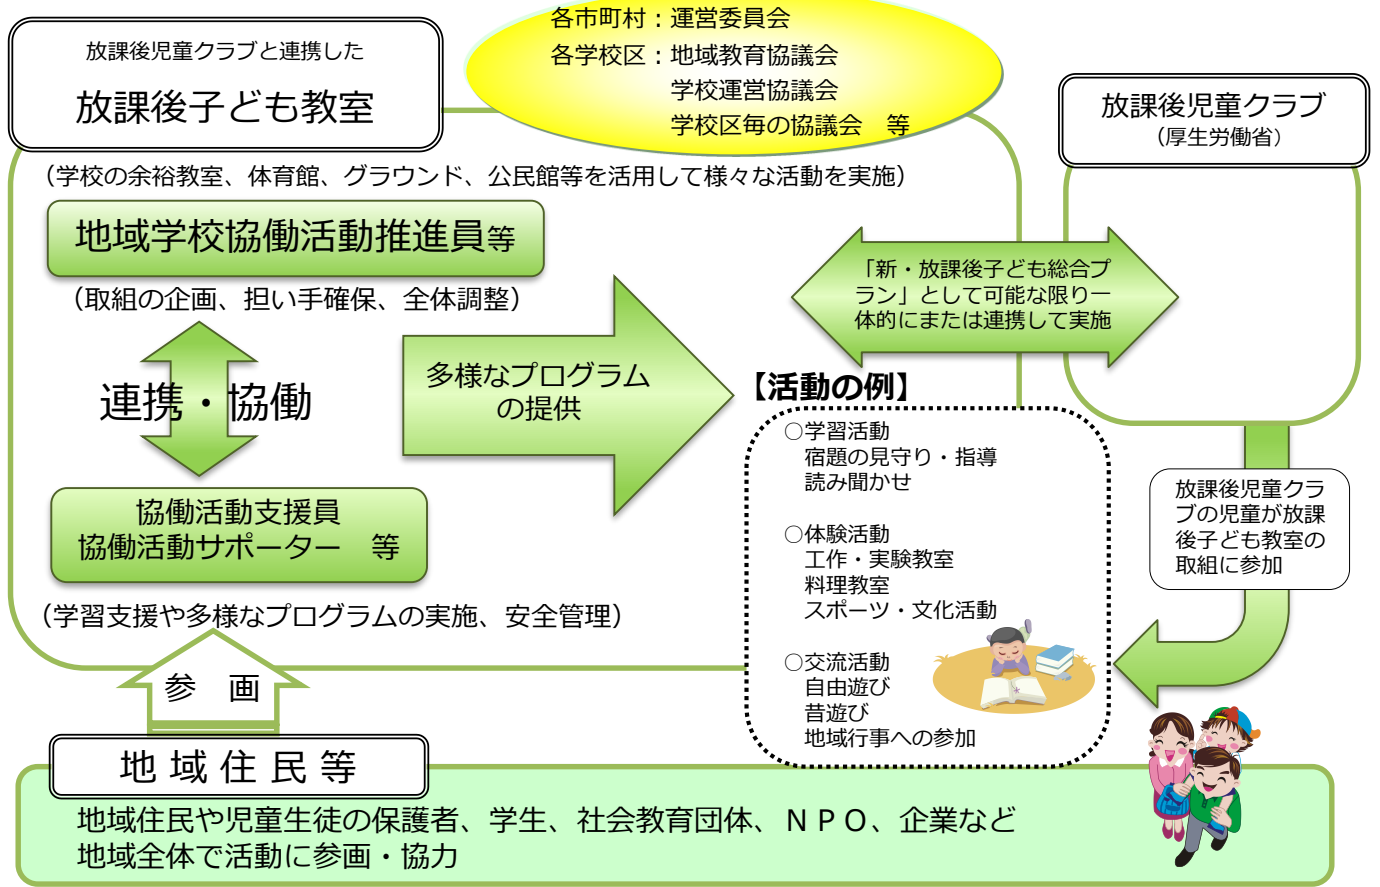 各市町村：運営委員会
各学校区：地域教育協議会
学校運営協議会
学校区毎の協議会　等
放課後児童クラブと連携した
放課後子ども教室
放課後児童クラブ
（厚生労働省）
（学校の余裕教室、体育館、グラウンド、公民館等を活用して様々な活動を実施）
地域学校協働活動推進員等
（取組の企画、担い手確保、全体調整）
連携・協働
協働活動支援員
協働活動サポーター　等
（学習支援や多様なプログラムの実施、安全管理）
多様なプログラム
の提供
「新・放課後子ども総合プ
ラン」として可能な限り一
体的にまたは連携して実施
【活動の例】
○学習活動
宿題の見守り・指導
読み聞かせ
○体験活動
工作・実験教室
料理教室
スポーツ・文化活動
○交流活動
自由遊び
昔遊び
地域行事への参加
放課後児童クラ
ブの児童が放課
後子ども教室の
取組に参加
参　画
地域住民等
地域住民や児童生徒の保護者、学生、社会教育団体、ＮＰＯ、企業など
地域全体で活動に参画・協力